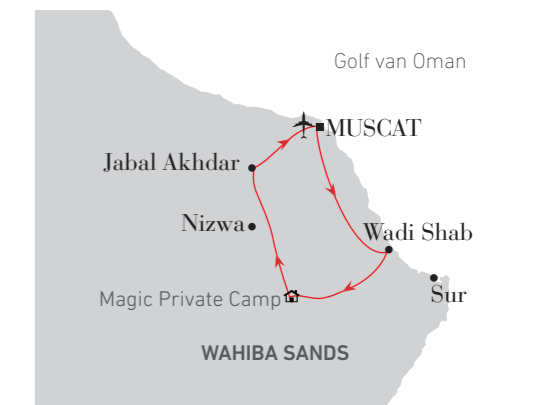 Golf van Oman
MUSCAT
Jabal Akhdar
Nizwa
Wadi Shab
Sur
Magic Private Camp
WAHIBA SANDS